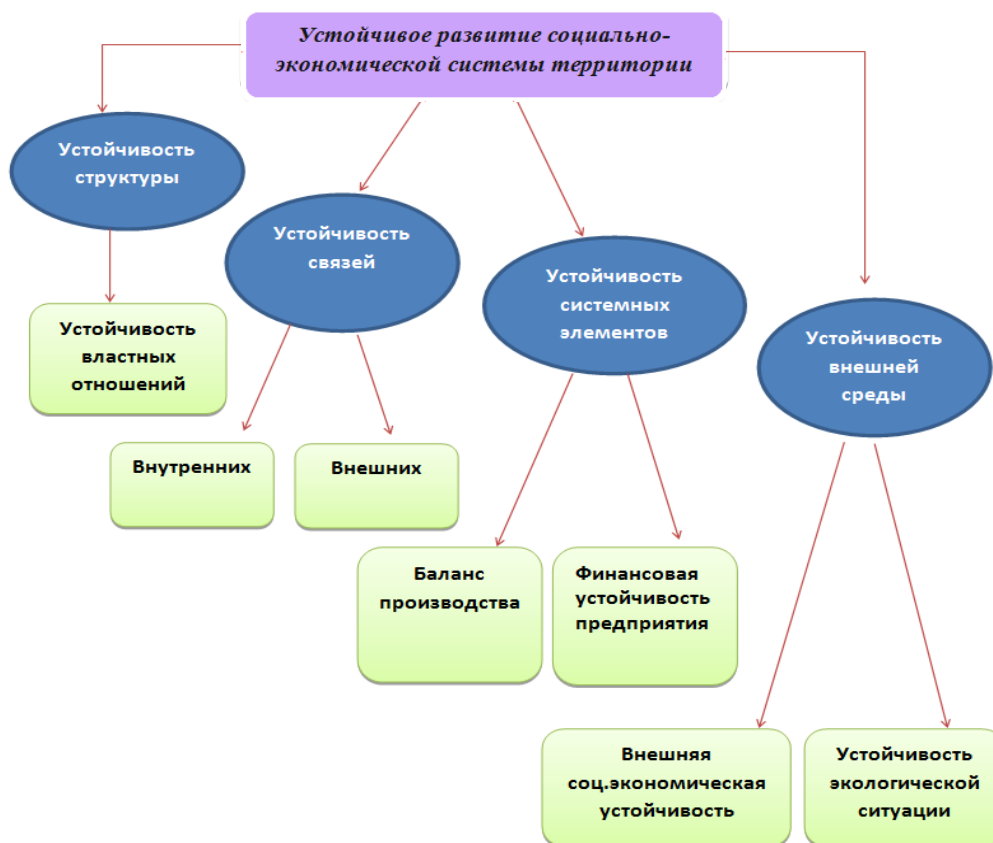 Устойчивое развитие социально-
экономической системы территории
Устойчивость
структуры
Устойчивость
связей
Устойчивость
системных
элементов
Устойчивость
внешней
среды
Устойчивость
властных
отношений
Внутренних
Внешних
Баланс
производства
Финансовая
устойчивость
предприятия
Внешняя
соц.экономическая
устойчивость
Устойчивость
экологической
ситуации